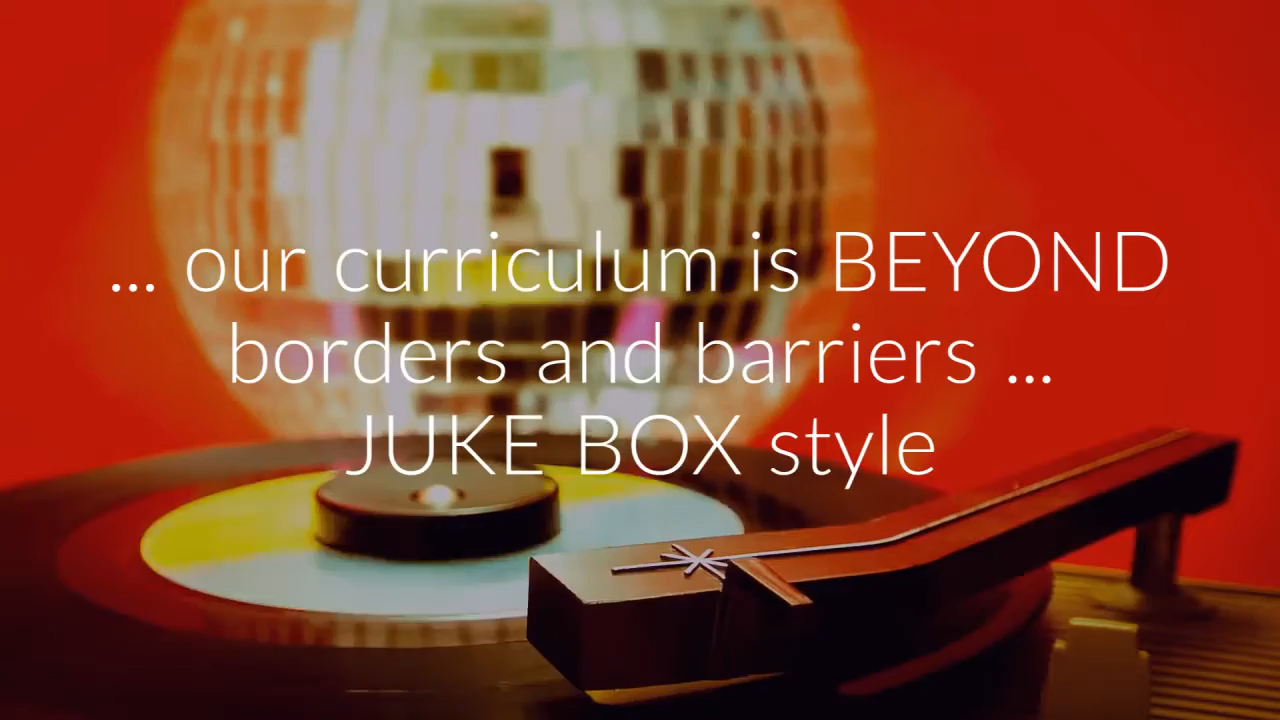 ... our curriculum is BEYOND
borders and barriers ...
JUKE BOX style